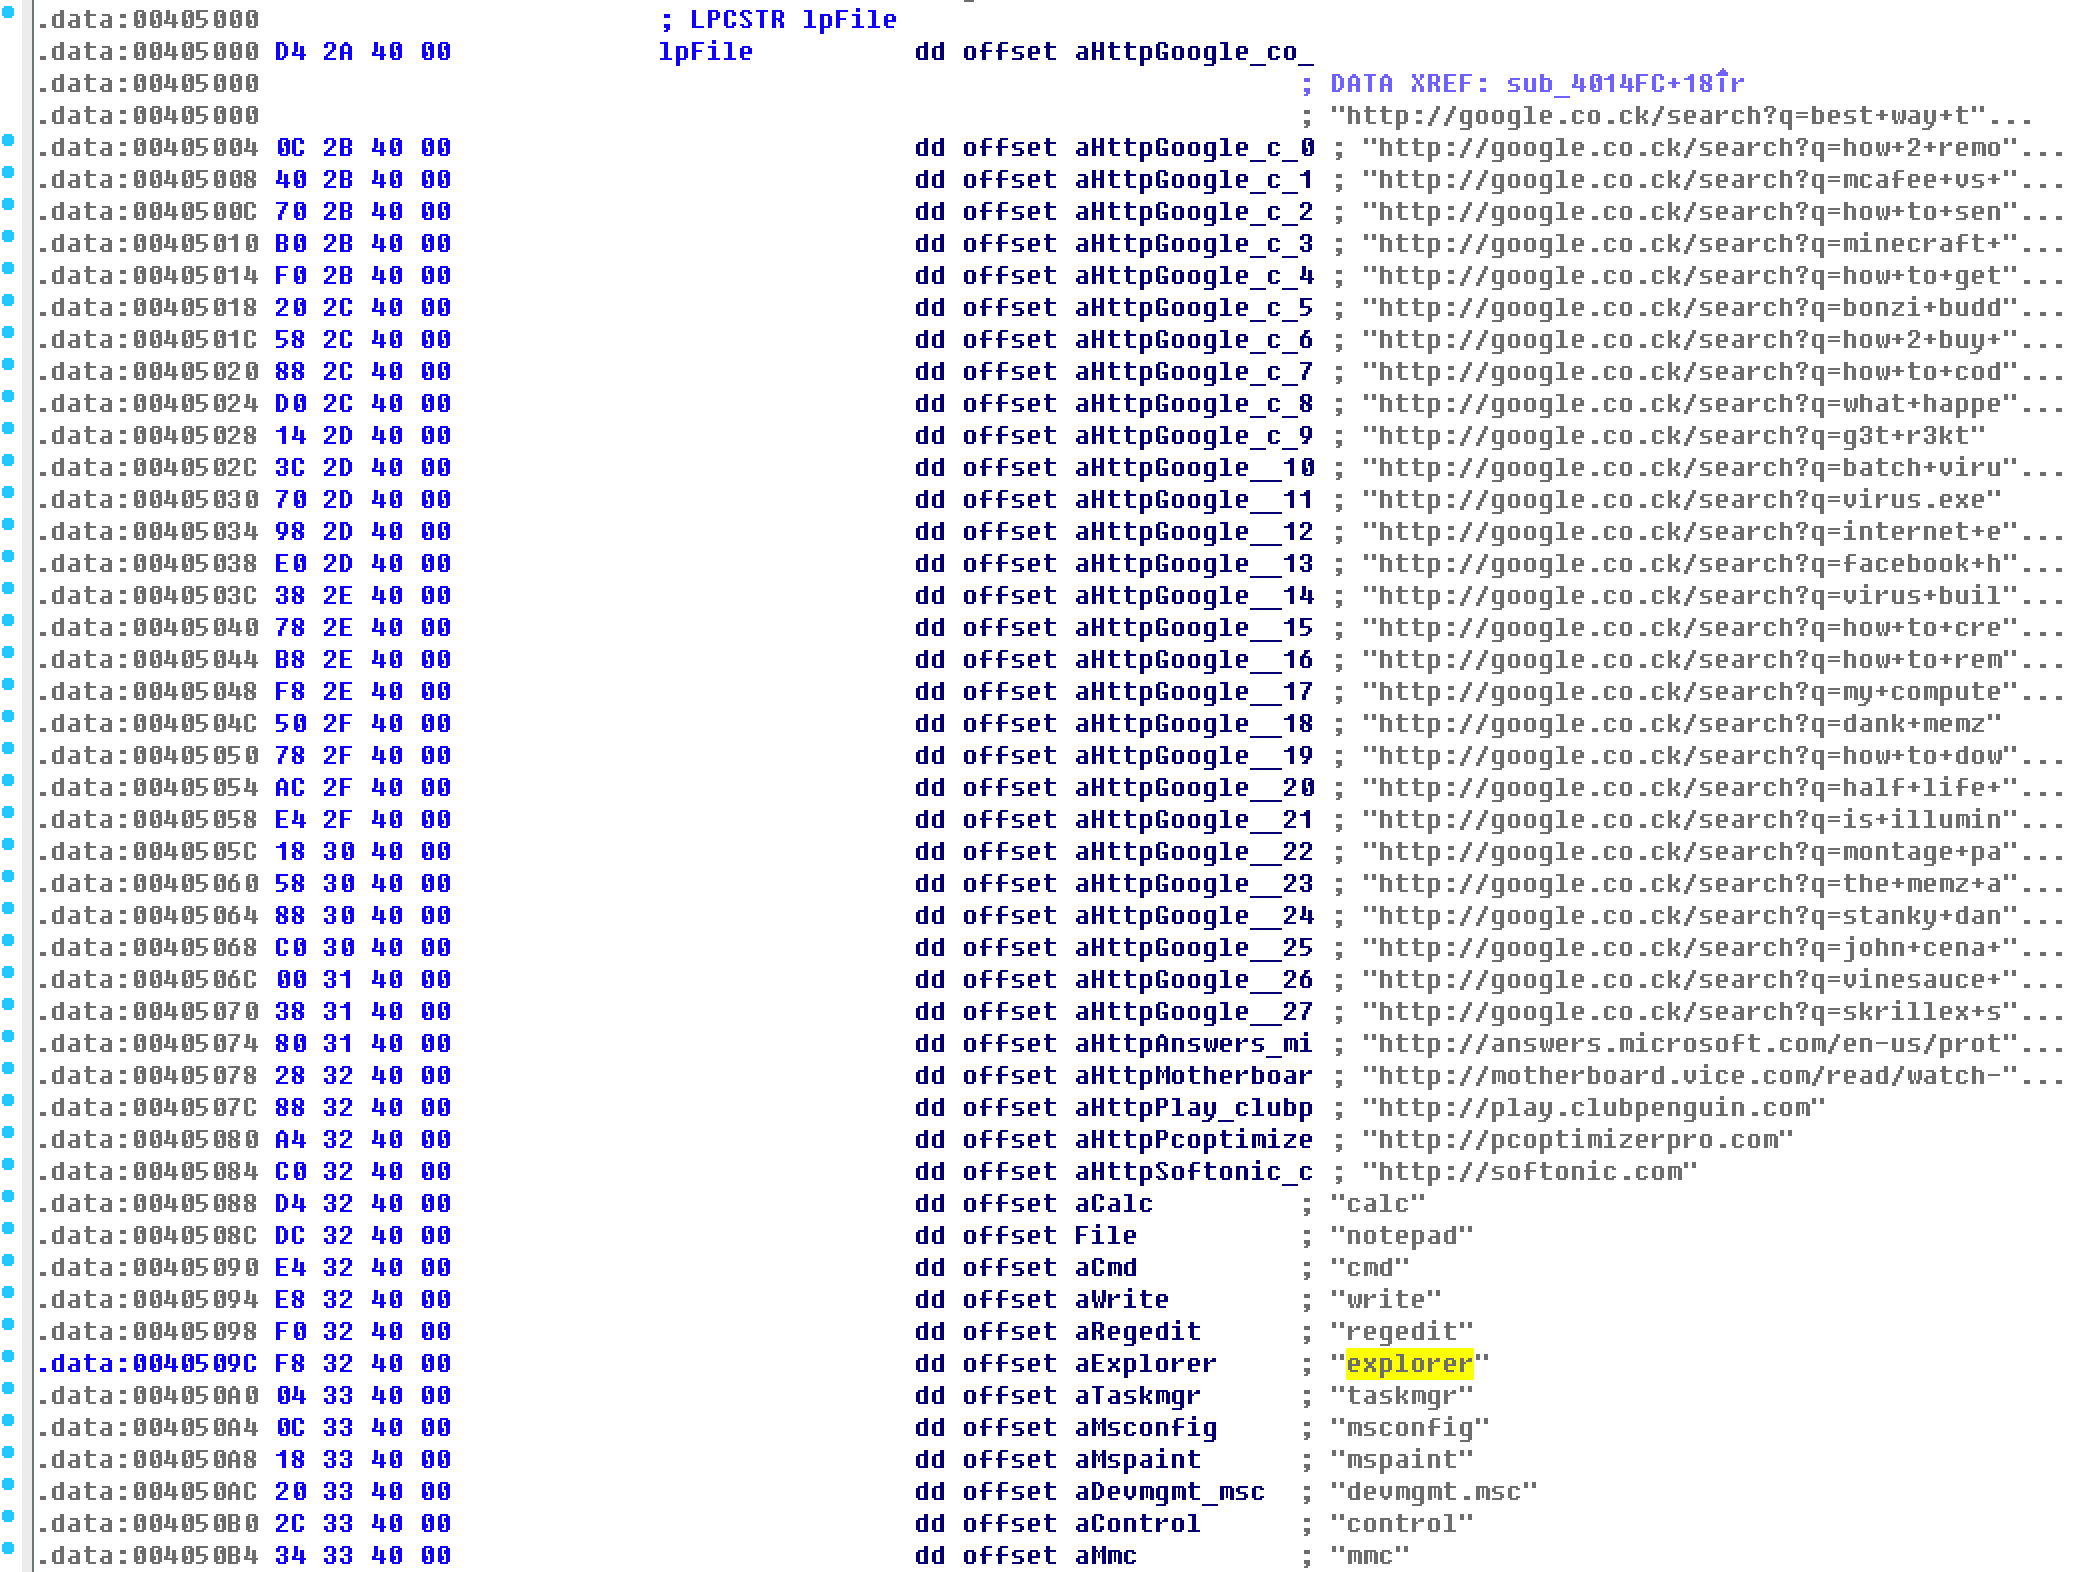 .data:00405000 ; LPCSTR lpFile
.data:00405000 D4 2A 40 00 lpFile dd offset aHttpGoogle_co_
.data:00405000 ; DATA XREF: sub_4014FC+18↑r
.data:00405000 ; "http://google.co.ck/search?q=best+way+t"...
.data:00405004 0C 2B 40 00 dd offset aHttpGoogle_c_0 ; "http://google.co.ck/search?q=how+2+remo"...
.data:00405008 40 2B 40 00 dd offset aHttpGoogle_c_1 ; "http://google.co.ck/search?q=mcafee+vs+"...
.data:0040500C 70 2B 40 00 dd offset aHttpGoogle_c_2 ; "http://google.co.ck/search?q=how+to+sen"...
.data:00405010 B0 2B 40 00 dd offset aHttpGoogle_c_3 ; "http://google.co.ck/search?q=minecraft+"...
.data:00405014 F0 2B 40 00 dd offset aHttpGoogle_c_4 ; "http://google.co.ck/search?q=how+to+get"...
.data:00405018 20 2C 40 00 dd offset aHttpGoogle_c_5 ; "http://google.co.ck/search?q=bonzi+budd"...
.data:0040501C 58 2C 40 00 dd offset aHttpGoogle_c_6 ; "http://google.co.ck/search?q=how+2+buy+"...
.data:00405020 88 2C 40 00 dd offset aHttpGoogle_c_7 ; "http://google.co.ck/search?q=how+to+cod"...
.data:00405024 D0 2C 40 00 dd offset aHttpGoogle_c_8 ; "http://google.co.ck/search?q=what+happe"...
.data:00405028 14 2D 40 00 dd offset aHttpGoogle_c_9 ; "http://google.co.ck/search?q=g3t+r3kt"
.data:0040502C 3C 2D 40 00 dd offset aHttpGoogle__10 ; "http://google.co.ck/search?q=batch+viru"...
.data:00405030 70 2D 40 00 dd offset aHttpGoogle__11 ; "http://google.co.ck/search?q=virus.exe"
.data:00405034 98 2D 40 00 dd offset aHttpGoogle__12 ; "http://google.co.ck/search?q=internet+e"...
.data:00405038 E0 2D 40 00 dd offset aHttpGoogle__13 ; "http://google.co.ck/search?q=facebook+h"...
.data:0040503C 38 2E 40 00 dd offset aHttpGoogle__14 ; "http://google.co.ck/search?q=virus+buil"...
.data:00405040 78 2E 40 00 dd offset aHttpGoogle__15 ; "http://google.co.ck/search?q=how+to+cre"...
.data:00405044 B8 2E 40 00 dd offset aHttpGoogle__16 ; "http://google.co.ck/search?q=how+to+rem"...
.data:00405048 F8 2E 40 00 dd offset aHttpGoogle__17 ; "http://google.co.ck/search?q=my+compute"...
.data:0040504C 50 2F 40 00 dd offset aHttpGoogle__18 ; "http://google.co.ck/search?q=dank+memz"
.data:00405050 78 2F 40 00 dd offset aHttpGoogle__19 ; "http://google.co.ck/search?q=how+to+dow"...
.data:00405054 AC 2F 40 00 dd offset aHttpGoogle__20 ; "http://google.co.ck/search?q=half+life+"...
.data:00405058 E4 2F 40 00 dd offset aHttpGoogle__21 ; "http://google.co.ck/search?q=is+illumin"...
.data:0040505C 18 30 40 00 dd offset aHttpGoogle__22 ; "http://google.co.ck/search?q=montage+pa"...
.data:00405060 58 30 40 00 dd offset aHttpGoogle__23 ; "http://google.co.ck/search?q=the+memz+a"...
.data:00405064 88 30 40 00 dd offset aHttpGoogle__24 ; "http://google.co.ck/search?q=stanky+dan"...
.data:00405068 C0 30 40 00 dd offset aHttpGoogle__25 ; "http://google.co.ck/search?q=john+cena+"...
.data:0040506C 00 31 40 00 dd offset aHttpGoogle__26 ; "http://google.co.ck/search?q=vinesauce+"...
.data:00405070 38 31 40 00 dd offset aHttpGoogle__27 ; "http://google.co.ck/search?q=skrillex+s"...
.data:00405074 80 31 40 00 dd offset aHttpAnswers_mi ; "http://answers.microsoft.com/en-us/prot"...
.data:00405078 28 32 40 00 dd offset aHttpMotherboar ; "http://motherboard.vice.com/read/watch-"...
.data:0040507C 88 32 40 00 dd offset aHttpPlay_clubp ; "http://play.clubpenguin.com"
.data:00405080 A4 32 40 00 dd offset aHttpPcoptimize ; "http://pcoptimizerpro.com"
.data:00405084 C0 32 40 00 dd offset aHttpSoftonic_c ; "http://softonic.com"
.data:00405088 D4 32 40 00 dd offset aCalc ; "calc"
.data:0040508C DC 32 40 00 dd offset File ; "notepad"
.data:00405090 E4 32 40 00 dd offset aCmd ; "cmd"
.data:00405094 E8 32 40 00 dd offset aWrite ; "write"
.data:00405098 F0 32 40 00 dd offset aRegedit ; "regedit"
.data:0040509C F8 32 40 00 dd offset aExplorer ; "explorer"
.data:004050A0 04 33 40 00 dd offset aTaskmgr ; "taskmgr"
.data:004050A4 0C 33 40 00 dd offset aMsconfig ; "msconfig"
.data:004050A8 18 33 40 00 dd offset aMspaint ; "mspaint"
.data:004050AC 20 33 40 00 dd offset aDevmgmt_msc ; "devmgmt.msc"
.data:004050B0 2C 33 40 00 dd offset aControl ; "control"
.data:004050B4 34 33 40 00 dd offset aMmc ; "mmc"